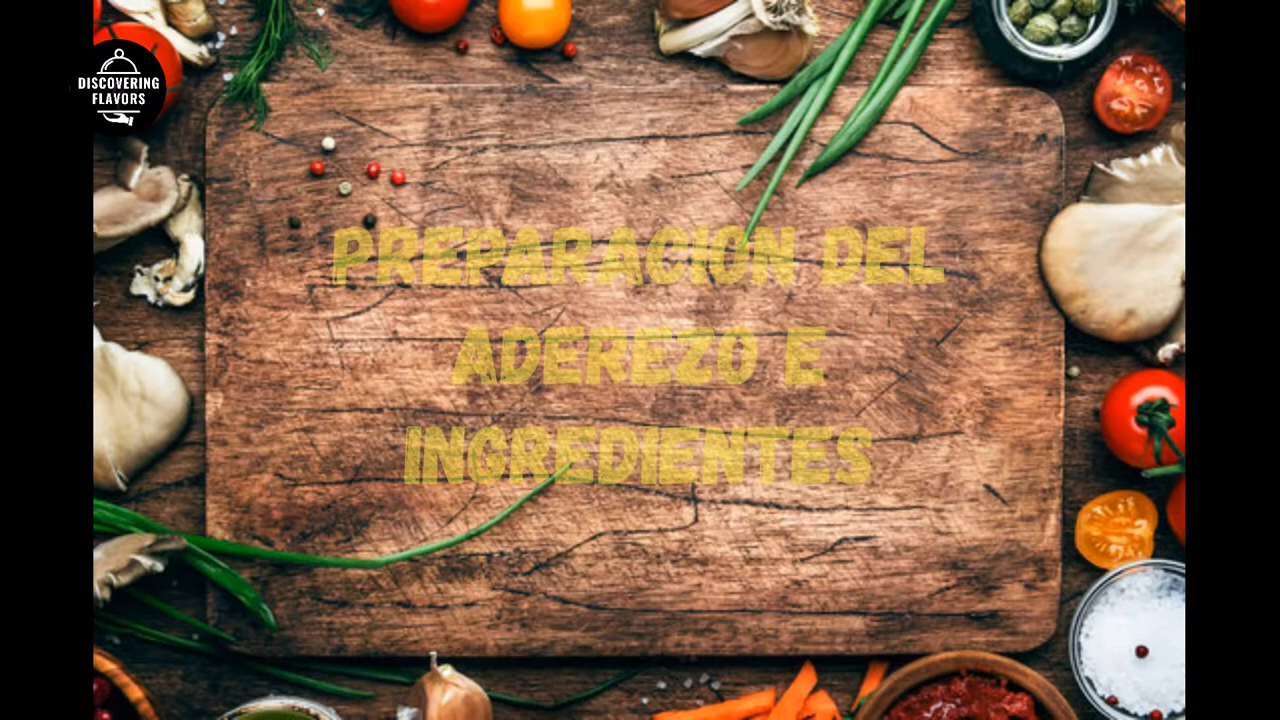 DISCOVERING
FLAVORS
PREPARACION DEL
ADEREZO E
INGREDIENTES